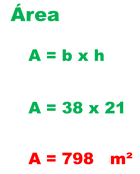 Área
A = b x h
A = 38 x 21
A = 798 m²